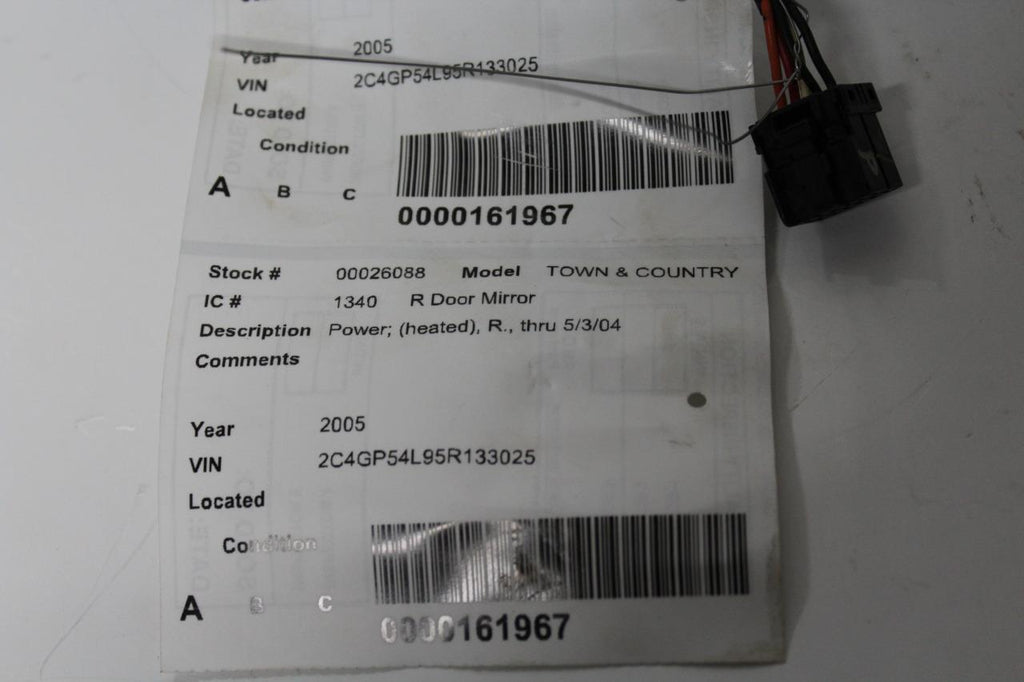 Year 2005
VIN 2C4GP54L95R133025
Located
Condition
A B C
0000161967
Stock # 00026088 Model TOWN & COUNTRY
IC # 1340 R Door Mirror
Description Power; (heated), R., thru 5/3/04
Comments
Year 2005
VIN 2C4GP54L95R133025
Located
Condition
A B C
0000161967